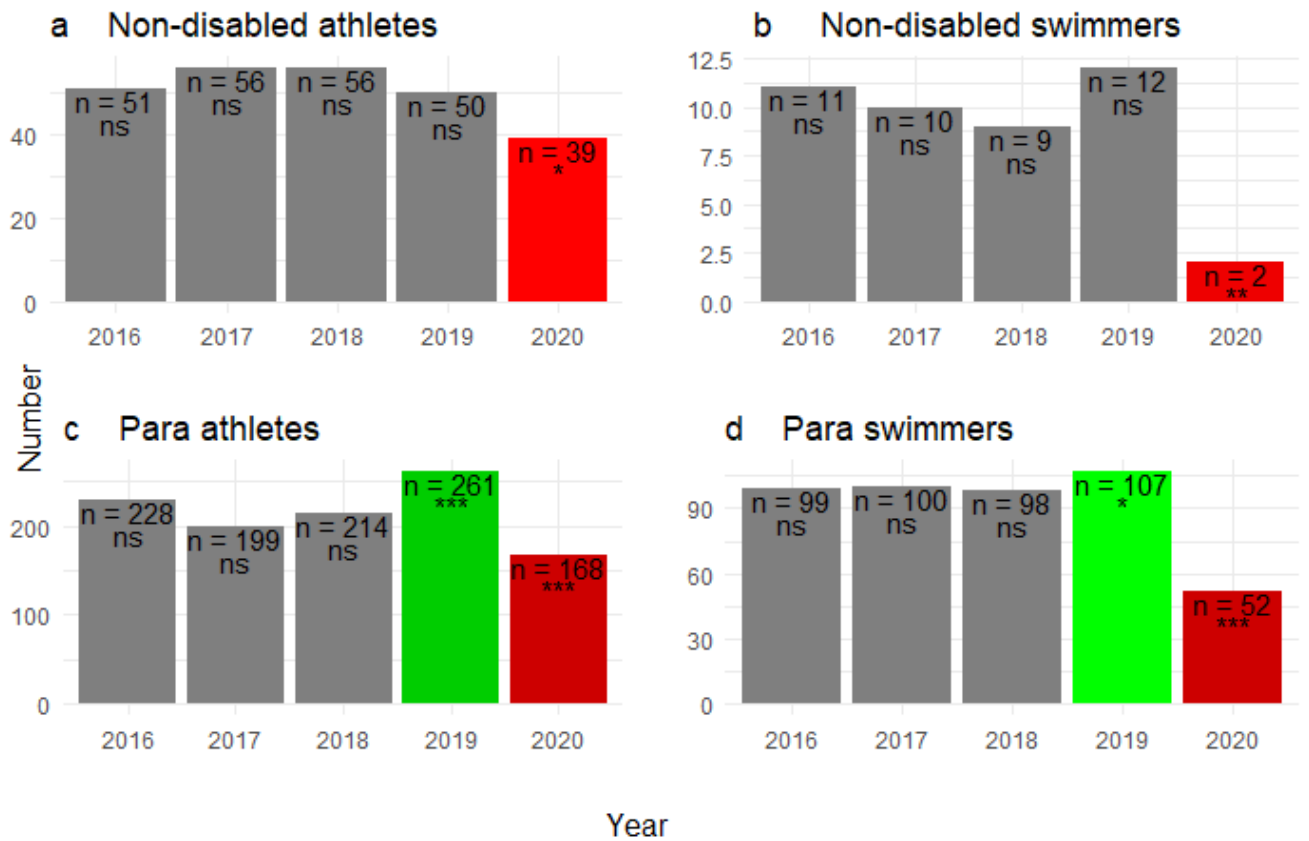 a Non-disabled athletes
n = 51
ns
n = 56
ns
n = 56
ns
n = 50
ns
n = 39
*
40
20
0
2016 2017 2018 2019 2020
b Non-disabled swimmers
12.5
10.0
7.5
5.0
2.5
0.0
n = 11
ns
n = 10
ns
n = 9
ns
n = 12
ns
n = 2
**
2016 2017 2018 2019 2020
Number
c Para athletes
200
100
0
n = 228
ns
n = 199
ns
n = 214
ns
n = 261
***
n = 168
***
2016 2017 2018 2019 2020
d Para swimmers
90
60
30
0
n = 99
ns
n = 100
ns
n = 98
ns
n = 107
*
n = 52
***
2016 2017 2018 2019 2020
Year